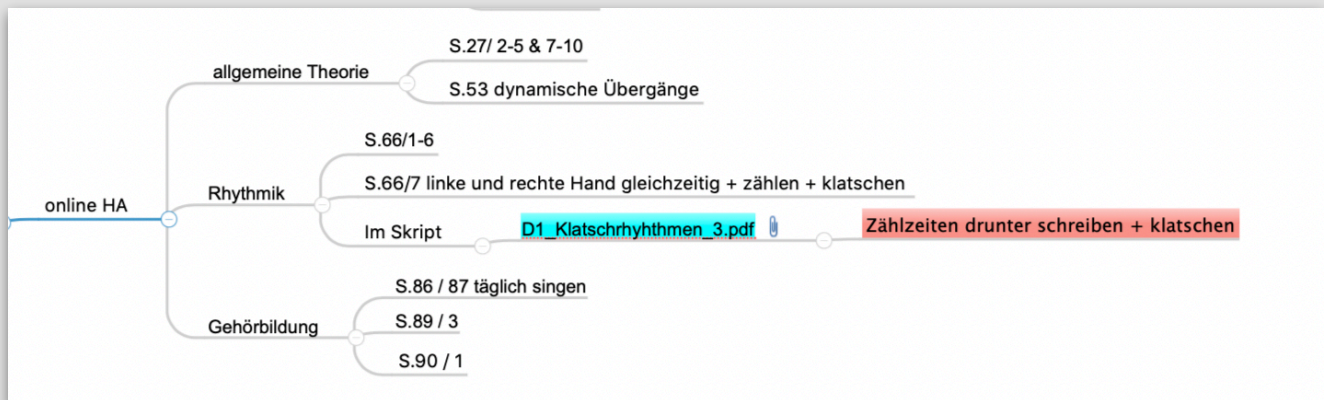 S.27/ 2-5 & 7-10
allgemeine Theorie
S.53 dynamische Übergänge
S.66/1-6
S.66/7 linke und rechte Hand gleichzeitig + zählen + klatschen
Rhythmik
online HA
Im Skript
D1_Klatschrhyhthmen_3.pdf
Zählzeiten drunter schreiben + klatschen
S.86 / 87 täglich singen
Gehörbildung
S.89 / 3
S.90 / 1